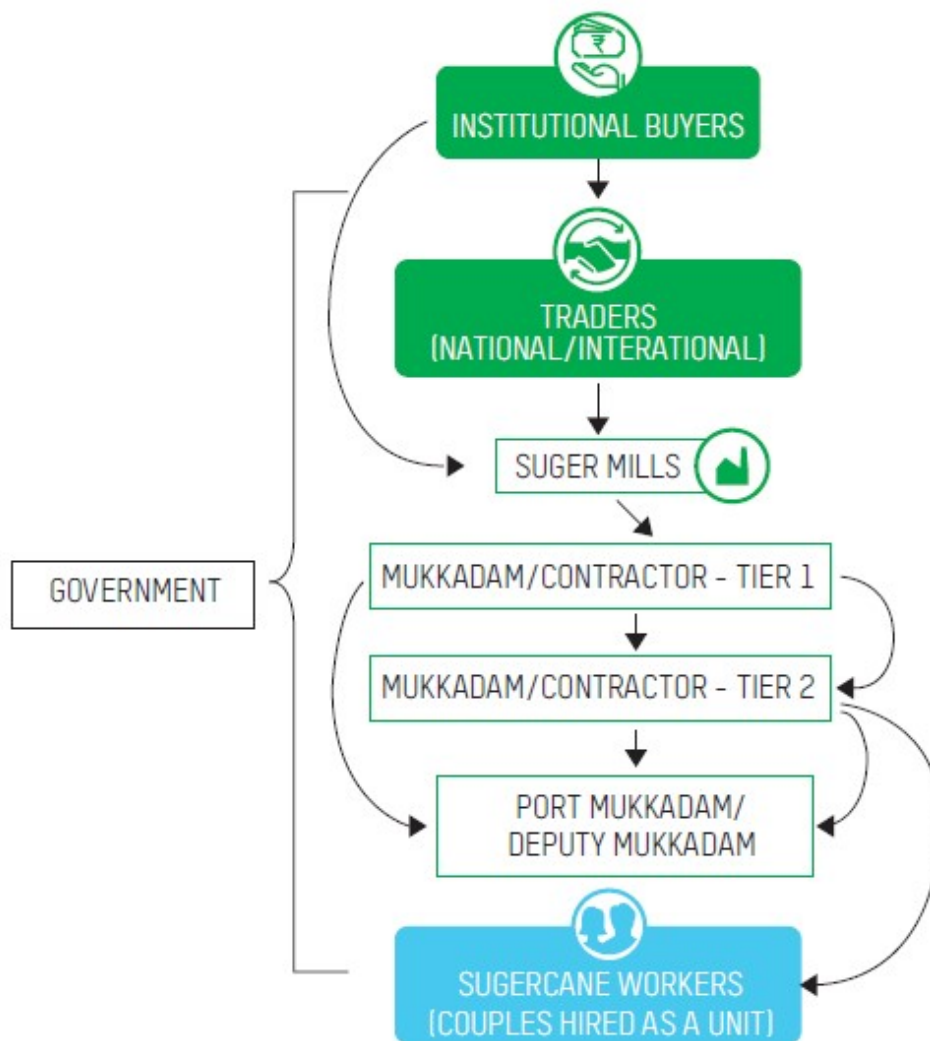 ₹
INSTITUTIONAL BUYERS
TRADERS
(NATIONAL/INTERATIONAL)
SUGER MILLS
GOVERNMENT
MUKKADAM/CONTRACTOR - TIER 1
MUKKADAM/CONTRACTOR - TIER 2
PORT MUKKADAM/
DEPUTY MUKKADAM
SUGERCANE WORKERS
(COUPLES HIRED AS A UNIT)